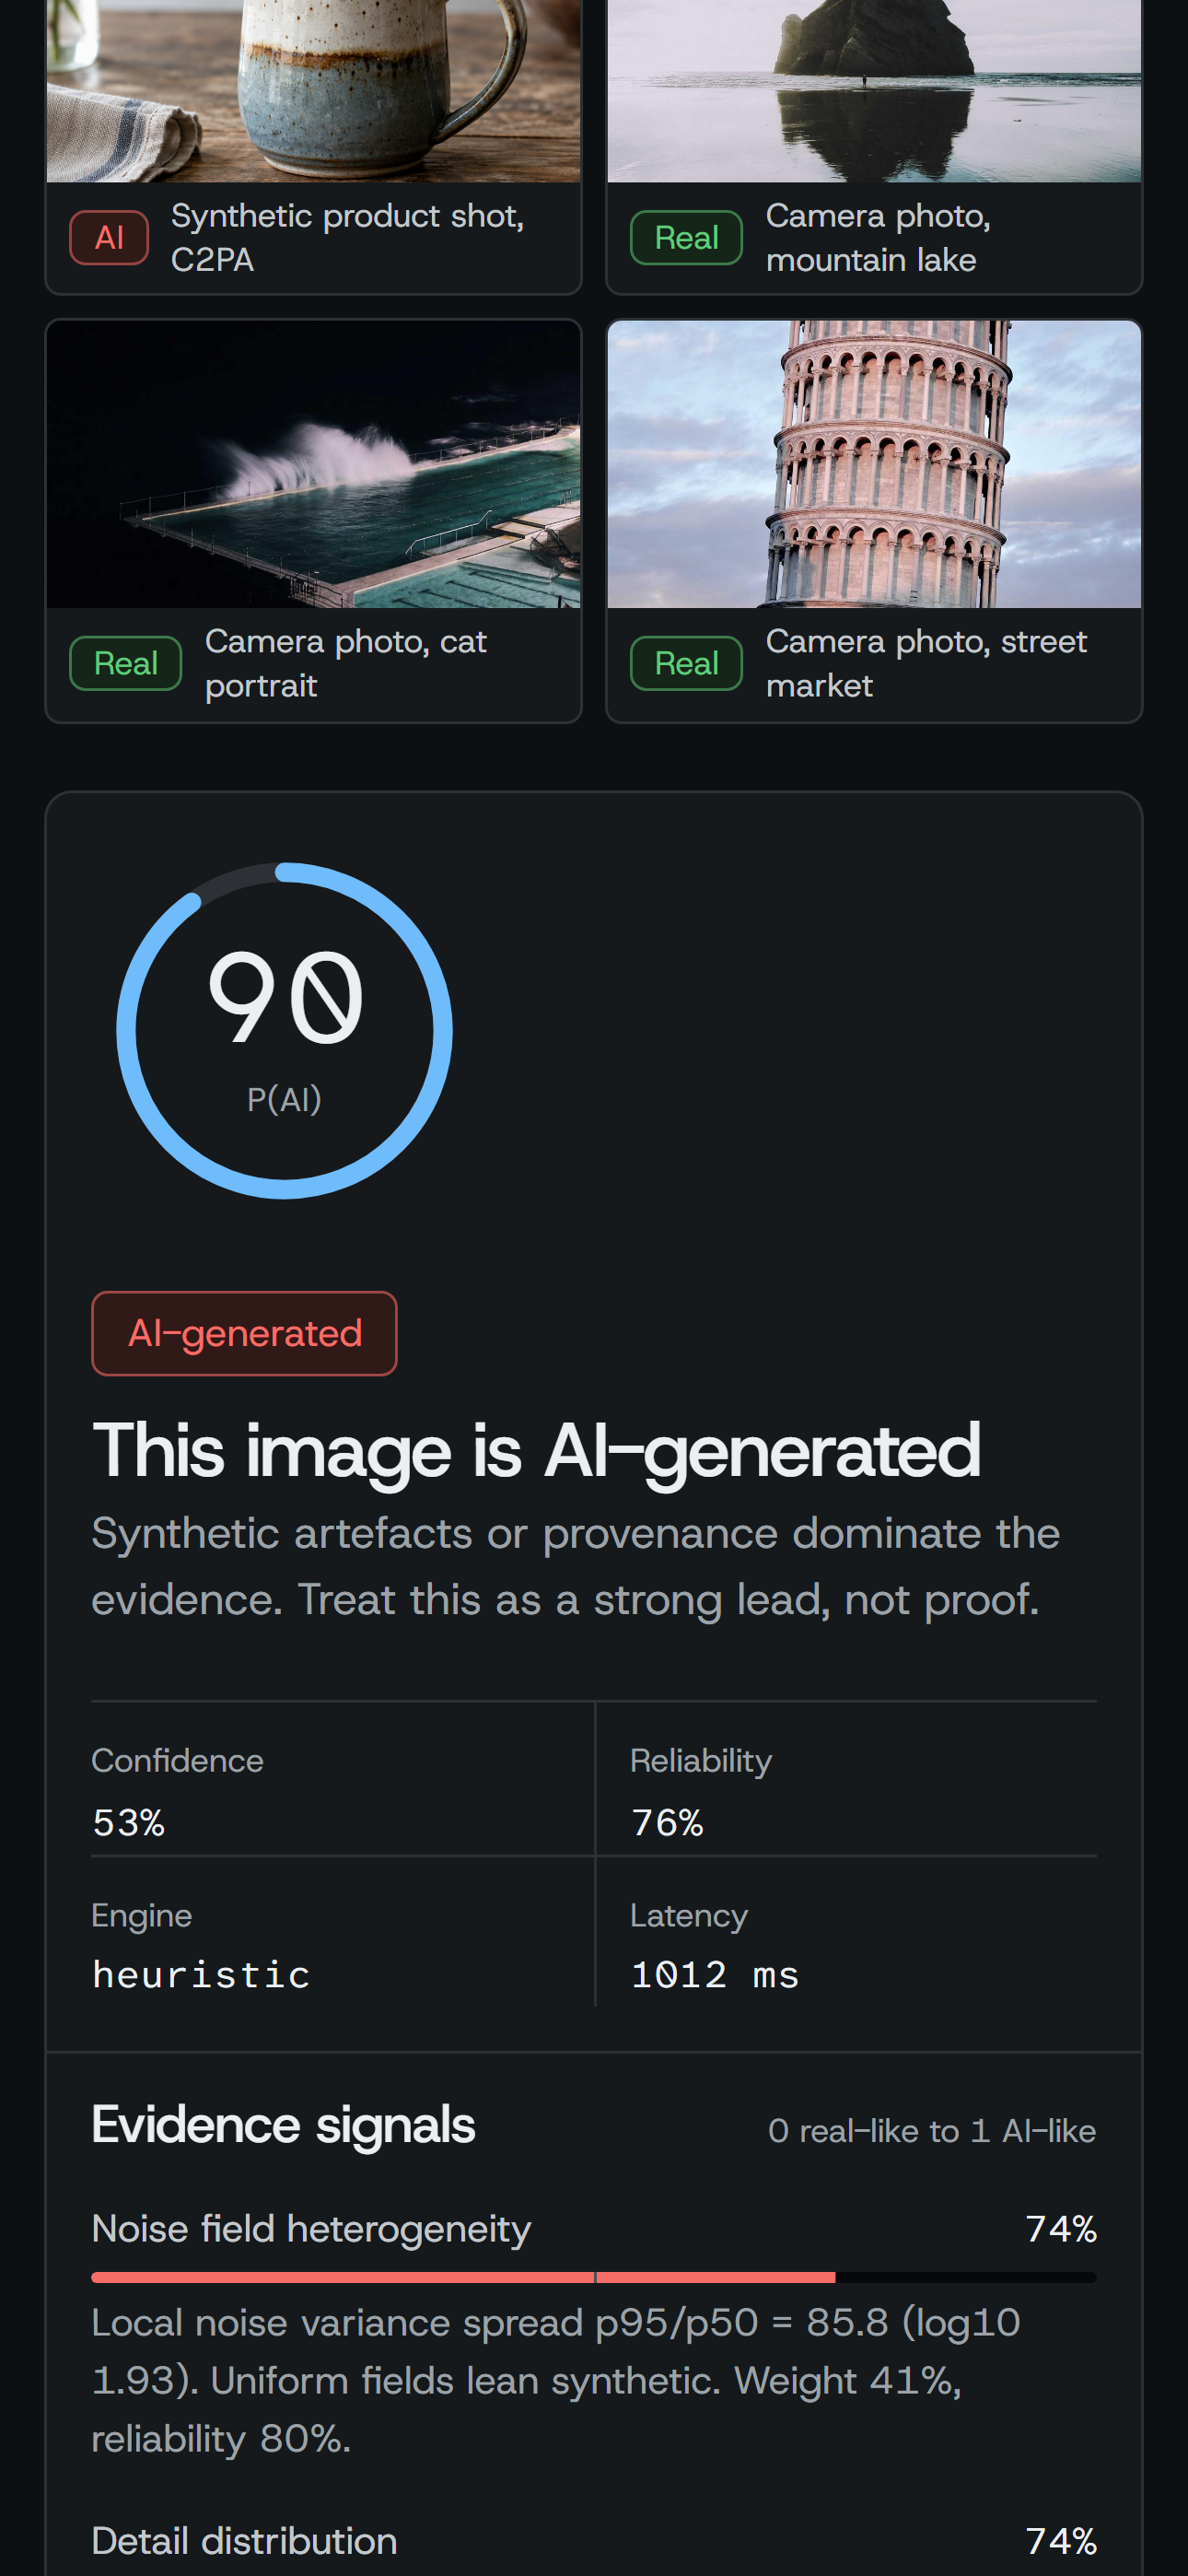 AI
Synthetic product shot,
C2PA
Real
Camera photo,
mountain lake
Real
Camera photo, cat
portrait
Real
Camera photo, street
market
90
P(AI)
AI-generated
This image is AI-generated
Synthetic artefacts or provenance dominate the
evidence. Treat this as a strong lead, not proof.
Confidence
53%
Reliability
76%
Engine
heuristic
Latency
1012 ms
Evidence signals
0 real-like to 1 AI-like
Noise field heterogeneity
74%
Local noise variance spread p95/p50 = 85.8 (log10
1.93). Uniform fields lean synthetic. Weight 41%,
reliability 80%.
Detail distribution
74%